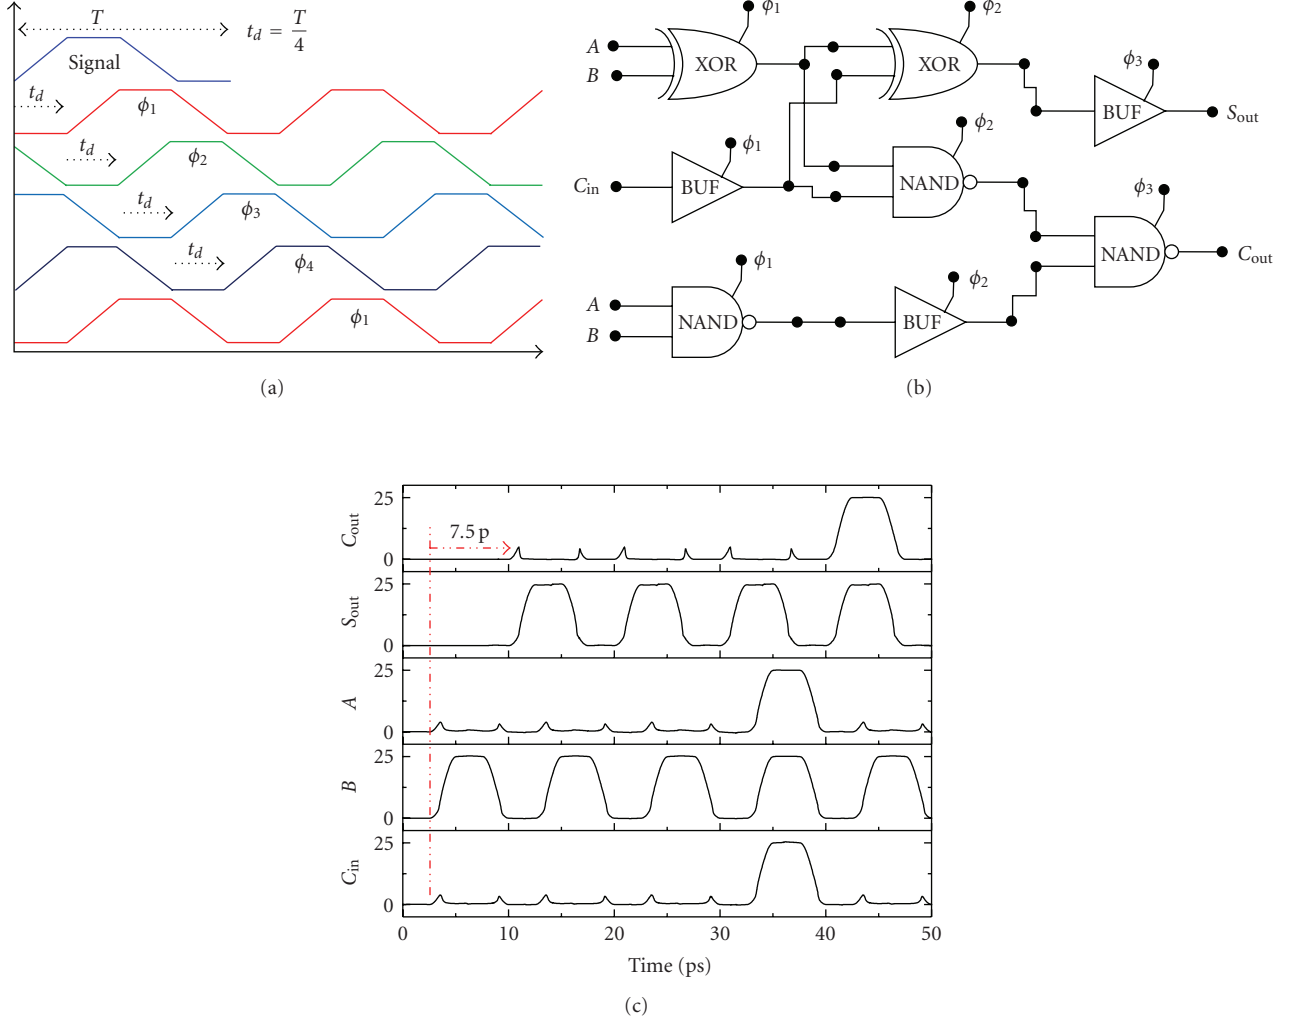 T
t_d = T/4
Signal
t_d
ϕ1
t_d
ϕ2
t_d
ϕ3
t_d
ϕ4
ϕ1
(a)
ϕ1
ϕ2
A
B
XOR
XOR
ϕ3
BUF
S_out
ϕ1
ϕ2
C_in
BUF
NAND
ϕ3
NAND
C_out
ϕ1
ϕ2
A
B
NAND
BUF
(b)
C_out
25
0
7.5 p
S_out
25
0
A
25
0
B
25
0
C_in
25
0
0 10 20 30 40 50
Time (ps)
(c)